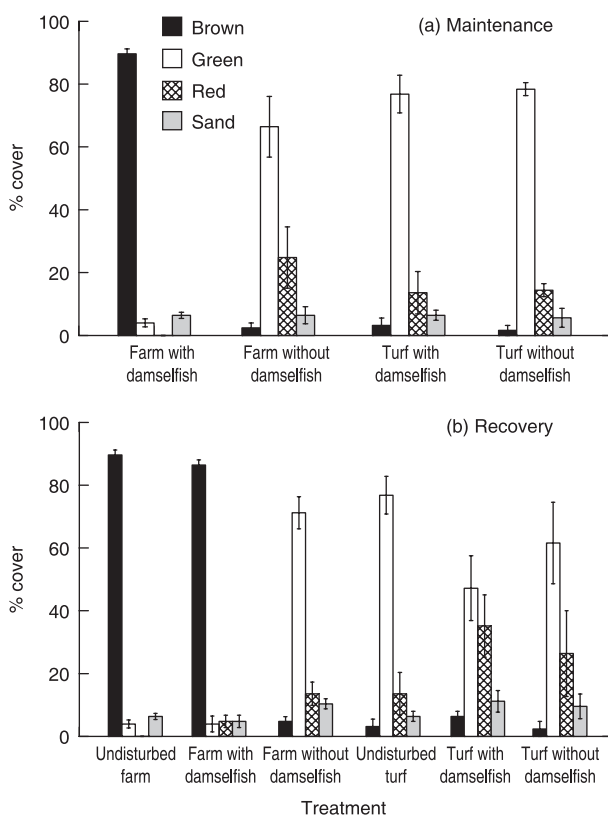 100
80
60
40
20
0
% cover
Brown
Green
Red
Sand
(a) Maintenance
Farm with
damselfish
Farm without
damselfish
Turf with
damselfish
Turf without
damselfish
100
80
60
40
20
0
% cover
(b) Recovery
Undisturbed
farm
Farm with
damselfish
Farm without
damselfish
Undisturbed
turf
Turf with
damselfish
Turf without
damselfish
Treatment